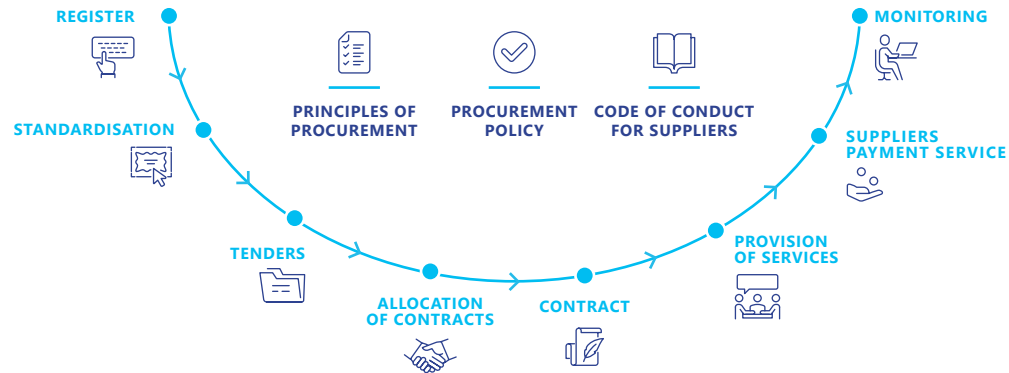 REGISTER
MONITORING
PRINCIPLES OF
PROCUREMENT
PROCUREMENT
POLICY
CODE OF CONDUCT
FOR SUPPLIERS
STANDARDISATION
SUPPLIERS
PAYMENT SERVICE
TENDERS
PROVISION
OF SERVICES
ALLOCATION
OF CONTRACTS
CONTRACT